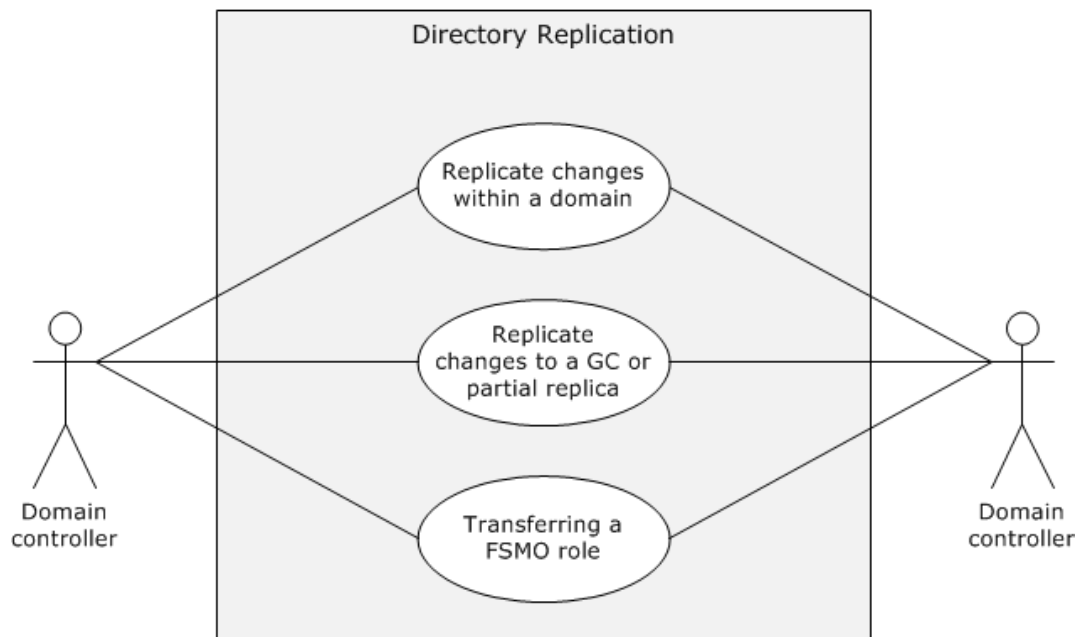 Directory Replication
Replicate changes
within a domain
Replicate
changes to a GC or
partial replica
Transferring a
FSMO role
Domain
controller
Domain
controller